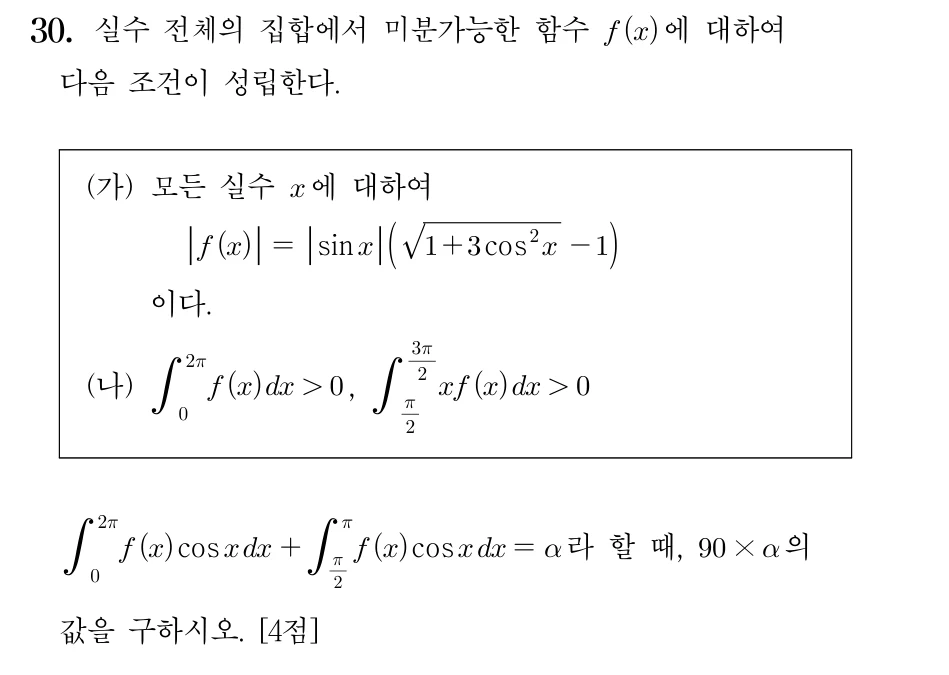 30. 실수 전체의 집합에서 미분가능한 함수 f(x)에 대하여
다음 조건이 성립한다.
(가) 모든 실수 x에 대하여
|f(x)| = |sin x|(√(1+3cos²x) − 1)
이다.
(나) ∫₀^{2π} f(x)dx > 0, ∫_{π/2}^{3π/2} xf(x)dx > 0
∫₀^{2π} f(x)cos x dx + ∫_{π/2}^{π} f(x)cos x dx = α라 할 때, 90×α의
값을 구하시오. [4점]